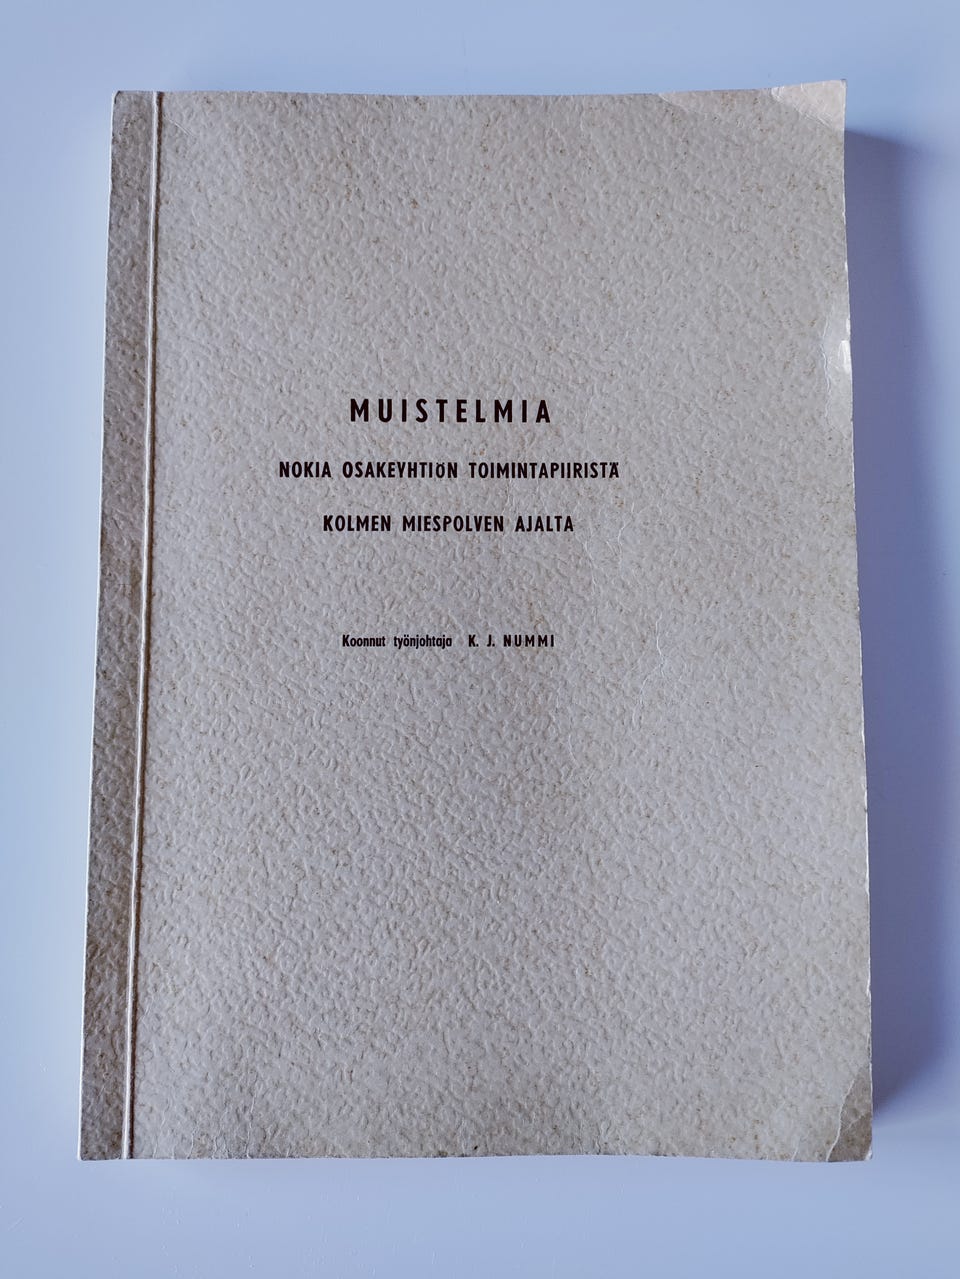 MUISTELMIA
NOKIA OSAKEYHTIÖN TOIMINTAPIIRISTÄ
KOLMEN MIESPOLVEN AJALTA
Koonnut työnjohtaja K. J. NUMMI